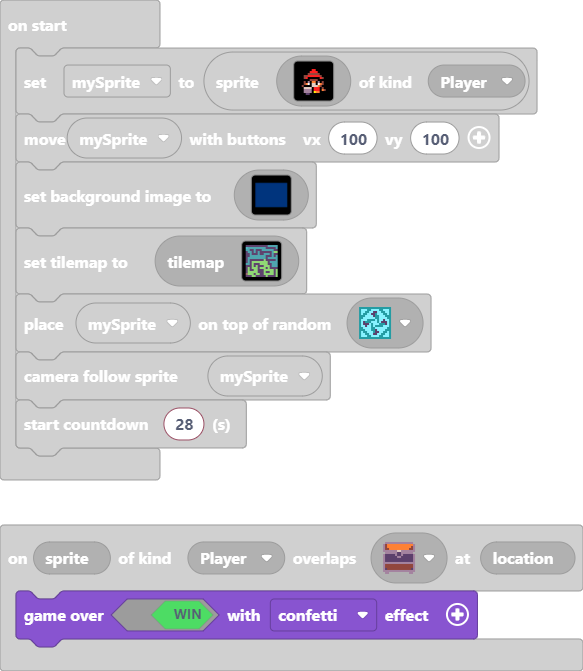 on start
set mySprite to sprite of kind Player
move mySprite with buttons vx 100 vy 100
set background image to
set tilemap to tilemap
place mySprite on top of random
camera follow sprite mySprite
start countdown 28 (s)
on sprite of kind Player overlaps at location
game over WIN with confetti effect